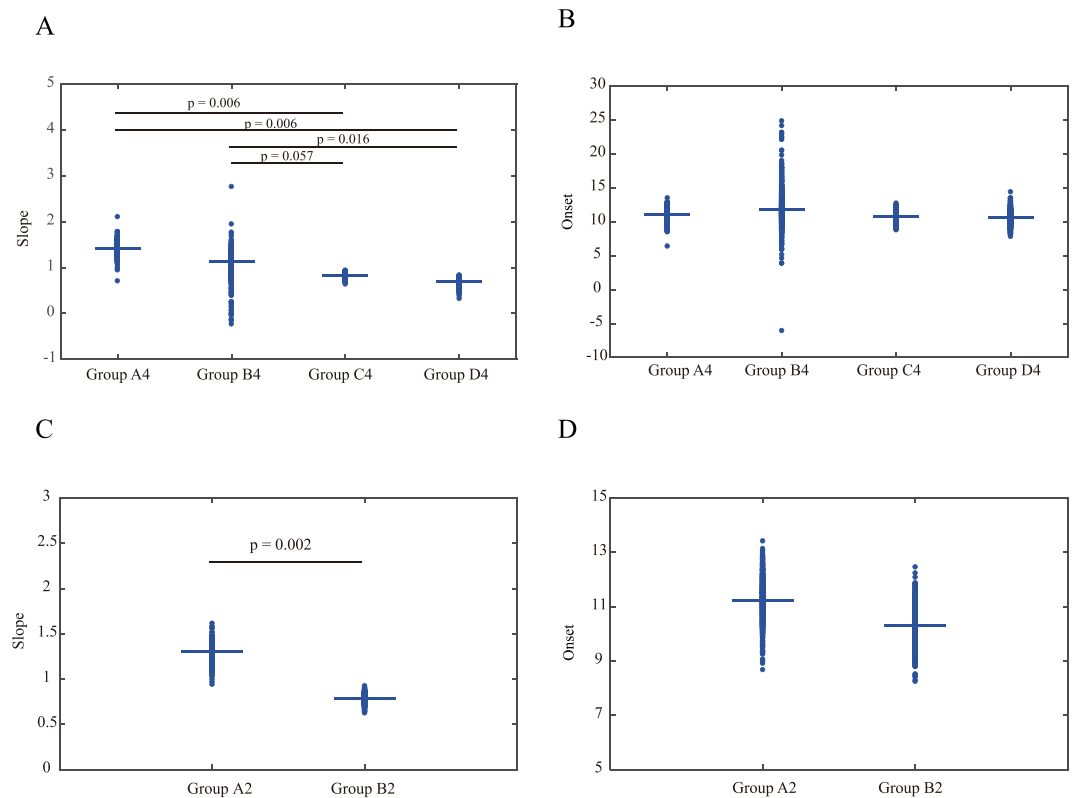 A
Slope
5
4
3
2
1
0
-1
p = 0.006
p = 0.006
p = 0.016
p = 0.057
Group A4 Group B4 Group C4 Group D4
B
Onset
30
25
20
15
10
5
0
-5
-10
Group A4 Group B4 Group C4 Group D4
C
Slope
3
2.5
2
1.5
1
0.5
0
p = 0.002
Group A2 Group B2
D
Onset
15
13
11
9
7
5
Group A2 Group B2